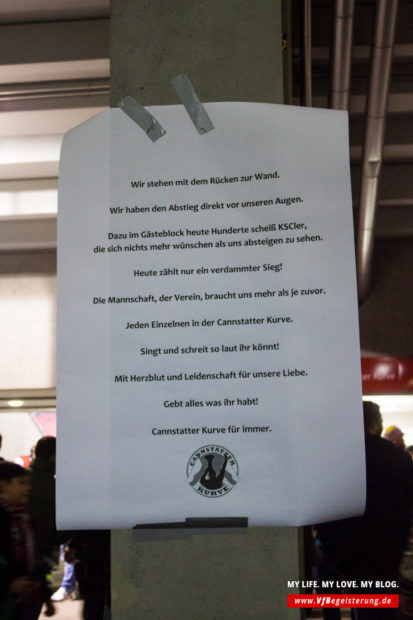 Wir stehen mit dem Rücken zur Wand.
Wir haben den Abstieg direkt vor unseren Augen.
Dazu im Gästeblock heute Hunderte scheiß KSCler,
die sich nichts mehr wünschen als uns absteigen zu sehen.
Heute zählt nur ein verdammter Sieg!
Die Mannschaft, der Verein, braucht uns mehr als je zuvor.
Jeden Einzelnen in der Cannstatter Kurve.
Singt und schreit so laut ihr könnt!
Mit Herzblut und Leidenschaft für unsere Liebe.
Gebt alles was ihr habt!
Cannstatter Kurve für immer.
CANNSTATTER
KURVE
er Kurve
MY LIFE. MY LOVE. MY BLOG.
www.VfBegeisterung.de